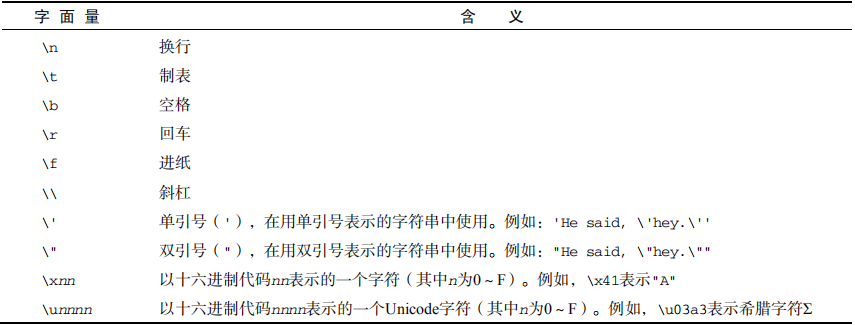 字面量 含义
\n 换行
\t 制表
\b 空格
\r 回车
\f 进纸
\\ 斜杠
\' 单引号（'），在用单引号表示的字符串中使用。例如：'He said, \'hey.\''
\" 双引号（"），在用双引号表示的字符串中使用。例如："He said, \"hey.\""
\xnn 以十六进制代码nn表示的一个字符（其中n为0～F）。例如，\x41表示"A"
\unnnn 以十六进制代码nnnn表示的一个Unicode字符（其中n为0～F）。例如，\u03a3表示希腊字符Σ